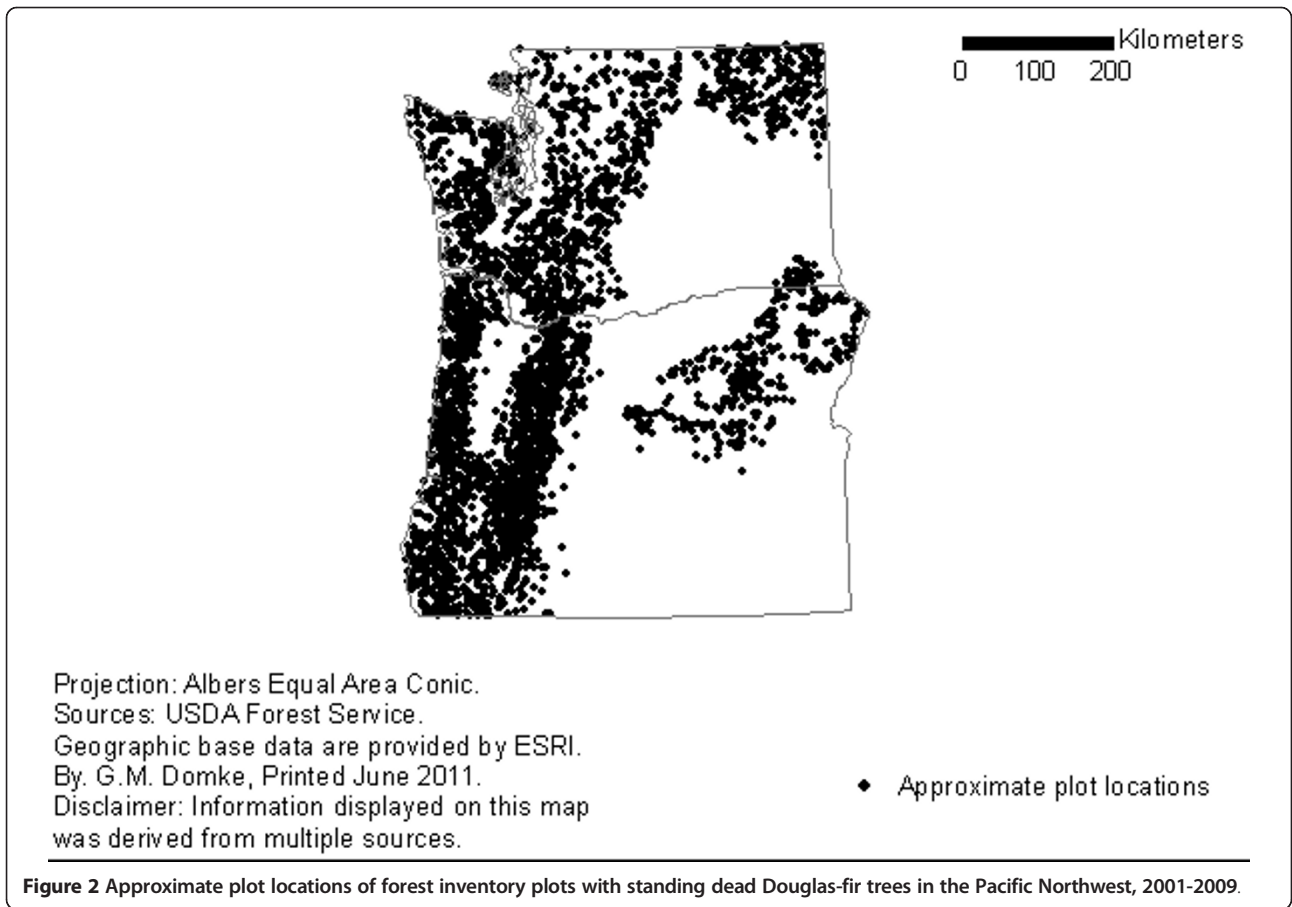 Kilometers
0 100 200
Projection: Albers Equal Area Conic.
Sources: USDA Forest Service.
Geographic base data are provided by ESRI.
By. G.M. Domke, Printed June 2011.
Disclaimer: Information displayed on this map
was derived from multiple sources.
Approximate plot locations
Figure 2 Approximate plot locations of forest inventory plots with standing dead Douglas-fir trees in the Pacific Northwest, 2001-2009.